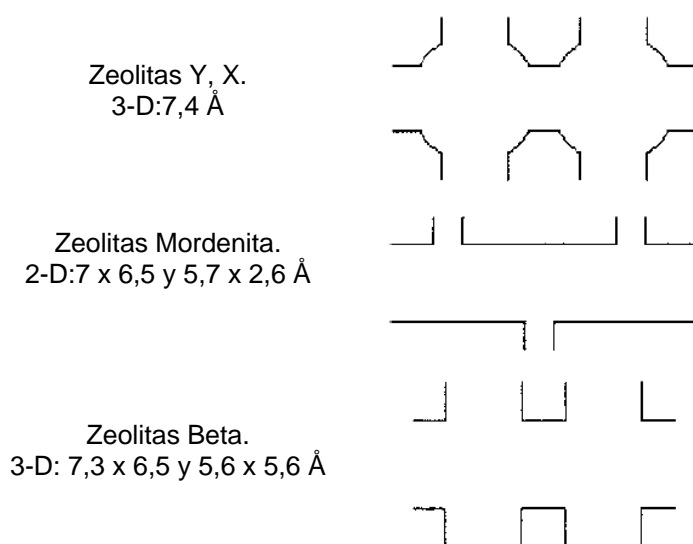 Zeolitas Y, X.
3-D:7,4 Å
Zeolitas Mordenita.
2-D:7 x 6,5 y 5,7 x 2,6 Å
Zeolitas Beta.
3-D: 7,3 x 6,5 y 5,6 x 5,6 Å